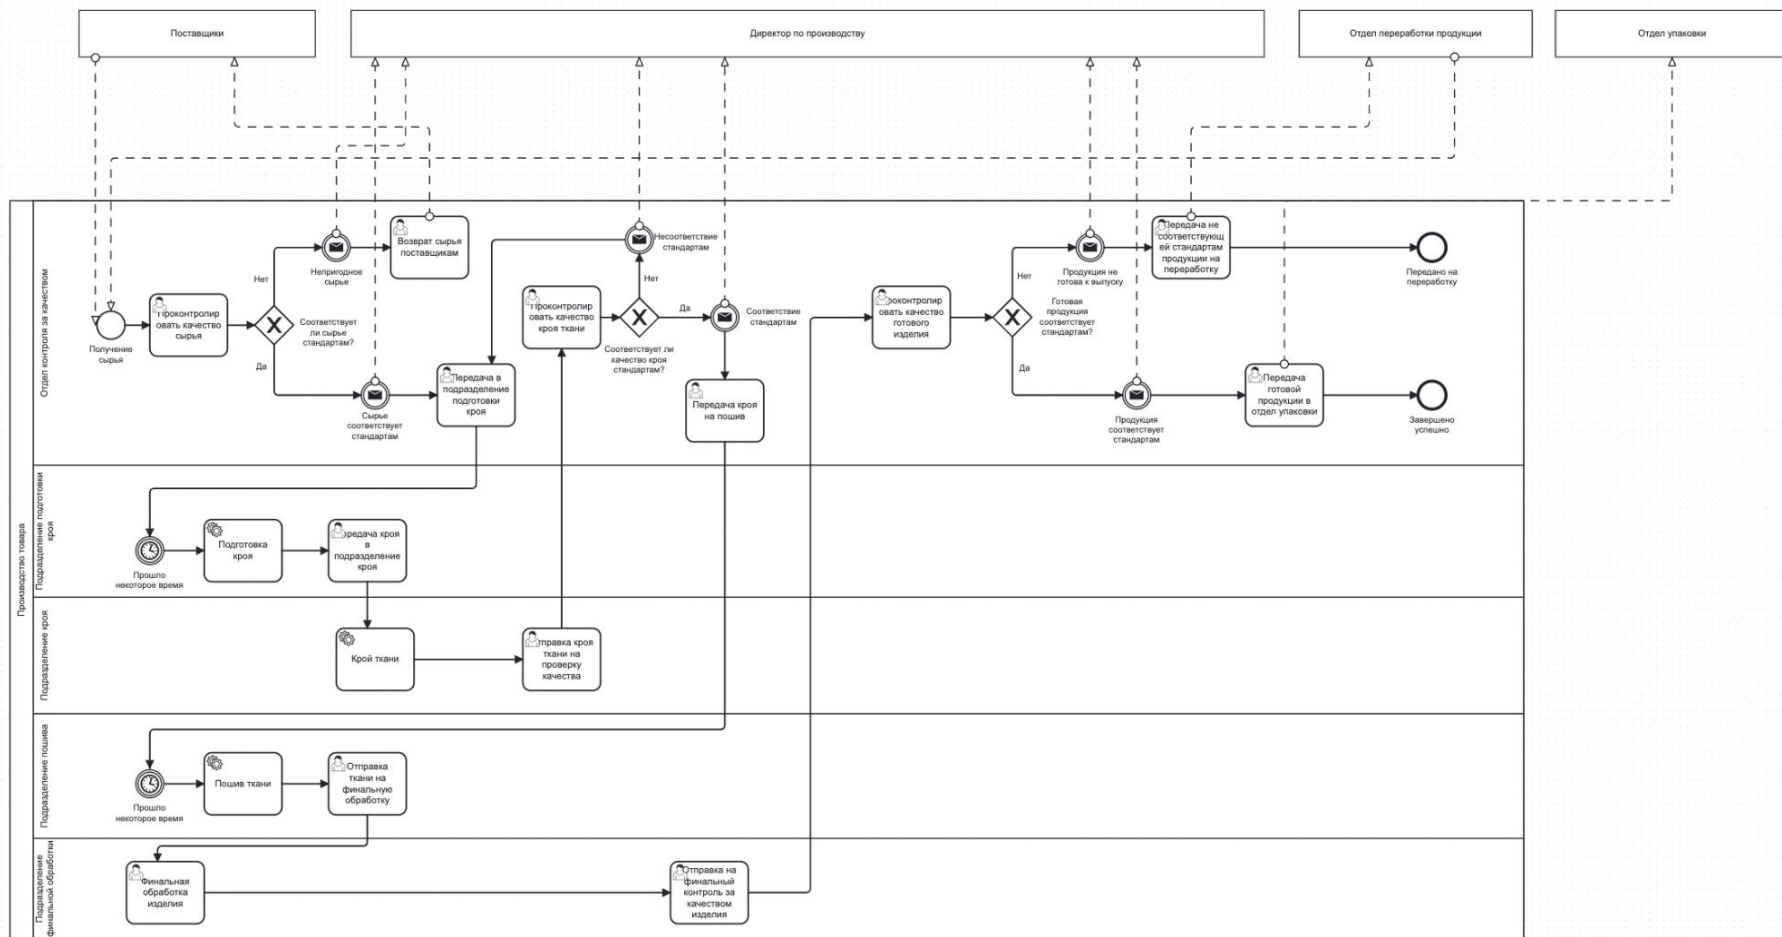 Поставщики
Директор по производству
Отдел переработки продукции
Отдел упаковки
Производство товара
Отдел контроля за качеством
Получение
сырья
Проконтролир
овать качество
сырья
Соответствует
ли сырье
стандартам?
Нет
Да
Непригодное
сырье
Возврат сырья
поставщикам
Сырье
соответствует
стандартам
Передача в
подразделение
подготовки
кроя
Проконтролир
овать качество
кроя ткани
Соответствует ли
качество кроя
стандартам?
Нет
Да
Несоответствие
стандартам
Соответствие
стандартам
Передача кроя
на пошив
роконтролир
овать качество
готового
изделия
Готовая
продукция
соответствует
стандартам?
Нет
Да
Продукция не
готова к выпуску
Передача не
соответствующ
ей стандартам
продукции на
переработку
Передано на
переработку
Продукция
соответствует
стандартам
Передача
готовой
продукции в
отдел упаковки
Завершено
успешно
Подразделение подготовки
кроя
Прошло
некоторое время
Подготовка
кроя
ередача кроя
в
подразделение
кроя
Подразделение кроя
Крой ткани
тправка кроя
ткани на
проверку
качества
Подразделение пошива
Прошло
некоторое время
Пошив ткани
Отправка
ткани на
финальную
обработку
Подразделение
финальной обработки
Финальная
обработка
изделия
Отправка на
финальный
контроль за
качеством
изделия